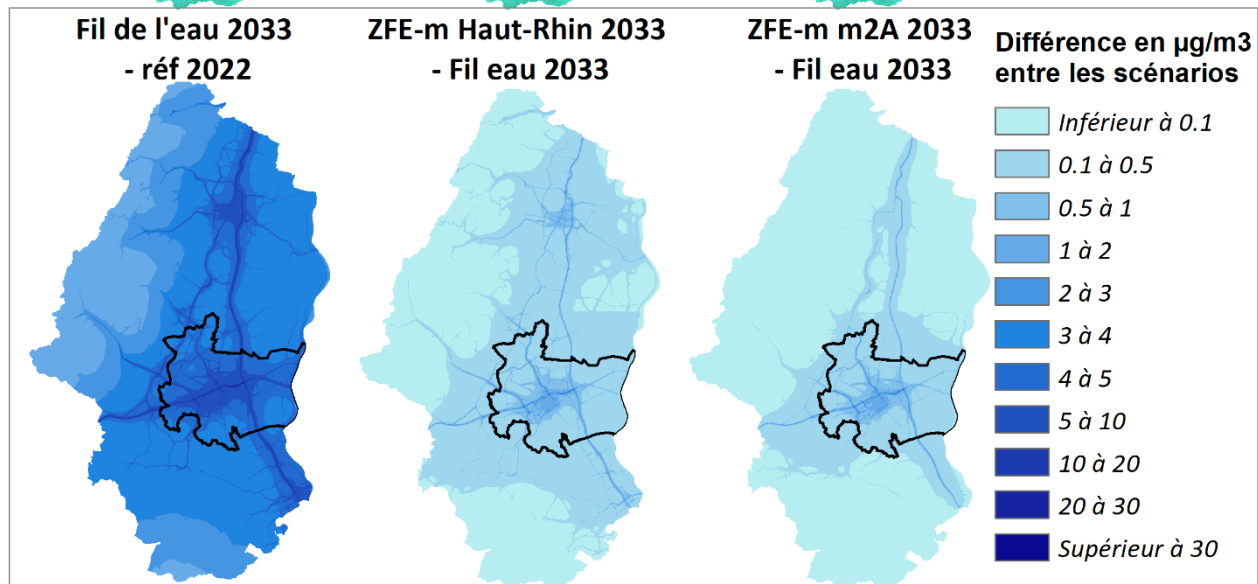 Fil de l'eau 2033
- réf 2022
ZFE-m Haut-Rhin 2033
- Fil eau 2033
ZFE-m m2A 2033
- Fil eau 2033
Différence en µg/m3
entre les scénarios
Inférieur à 0.1
0.1 à 0.5
0.5 à 1
1 à 2
2 à 3
3 à 4
4 à 5
5 à 10
10 à 20
20 à 30
Supérieur à 30